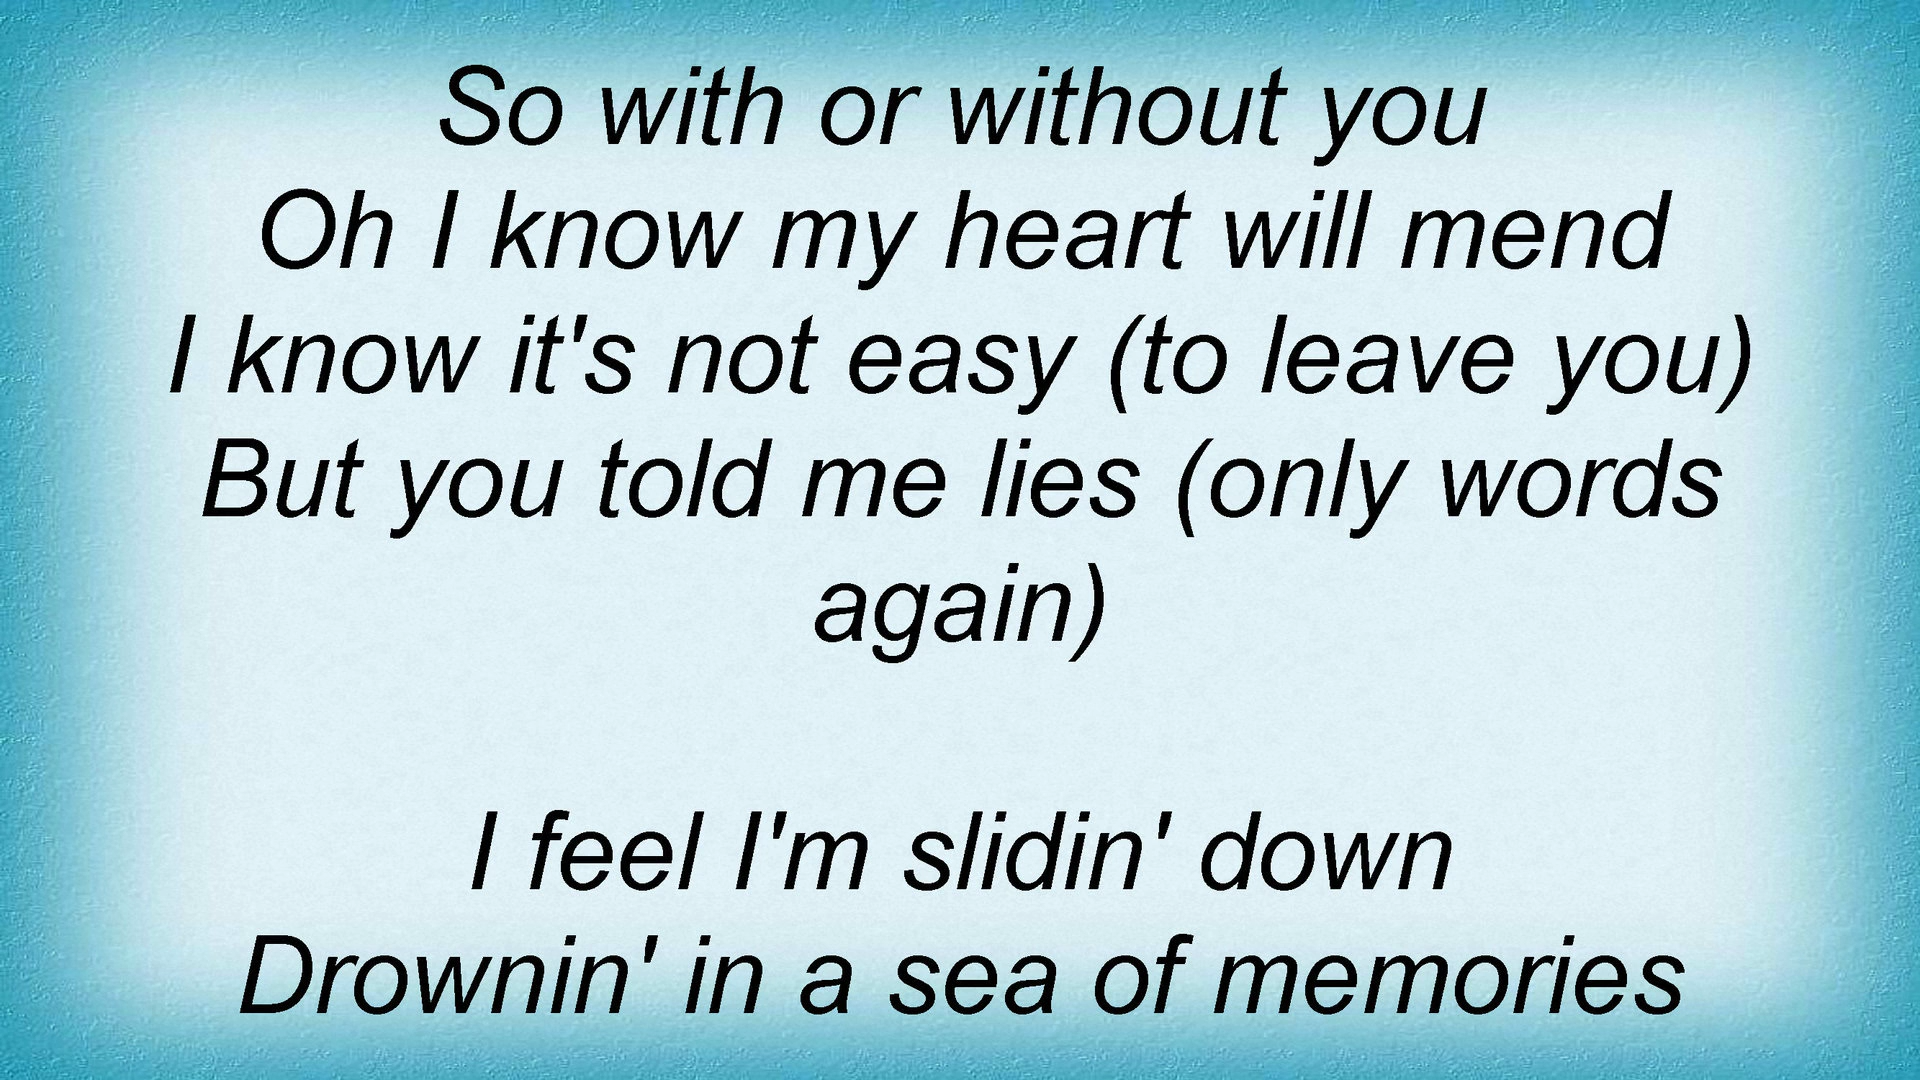 So with or without you
Oh I know my heart will mend
I know it's not easy (to leave you)
But you told me lies (only words
again)
I feel I'm slidin' down
Drownin' in a sea of memories